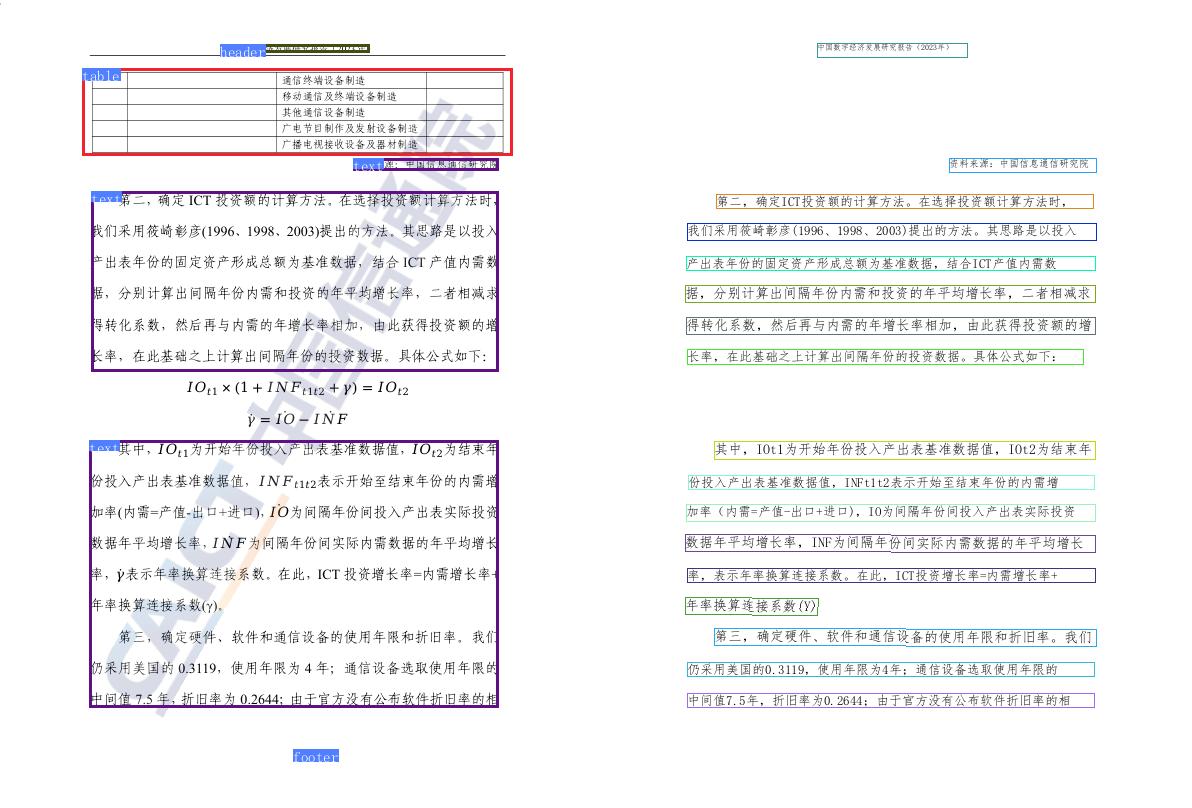 header
table
通信终端设备制造
移动通信及终端设备制造
其他通信设备制造
广电节目制作及发射设备制造
广播电视接收设备及器材制造
text 源：中国信息通信研究院
text 第二，确定 ICT 投资额的计算方法。在选择投资额计算方法时，
我们采用筱崎彰彦(1996、1998、2003)提出的方法。其思路是以投入
产出表年份的固定资产形成总额为基准数据，结合 ICT 产值内需数
据，分别计算出间隔年份内需和投资的年平均增长率，二者相减求
得转化系数，然后再与内需的年增长率相加，由此获得投资额的增
长率，在此基础之上计算出间隔年份的投资数据。具体公式如下：
IO_{t1} × (1 + INF_{t1t2} + γ) = IO_{t2}
γ̇ = İO − İNF
text 其中，IO_{t1}为开始年份投入产出表基准数据值，IO_{t2}为结束年
份投入产出表基准数据值，INF_{t1t2}表示开始至结束年份的内需增
加率(内需=产值-出口+进口)，İO为间隔年份间投入产出表实际投资
数据年平均增长率，İNF为间隔年份间实际内需数据的年平均增长
率，γ̇表示年率换算连接系数。在此，ICT 投资增长率=内需增长率+
年率换算连接系数(γ)。
第三，确定硬件、软件和通信设备的使用年限和折旧率。我们
仍采用美国的 0.3119，使用年限为 4 年；通信设备选取使用年限的
中间值 7.5 年，折旧率为 0.2644；由于官方没有公布软件折旧率的相
footer
CAICT 中国信通院
中国数字经济发展研究报告（2023年）
资料来源：中国信息通信研究院
第二，确定ICT投资额的计算方法。在选择投资额计算方法时，
我们采用筱崎彰彦(1996、1998、2003)提出的方法。其思路是以投入
产出表年份的固定资产形成总额为基准数据，结合ICT产值内需数
据，分别计算出间隔年份内需和投资的年平均增长率，二者相减求
得转化系数，然后再与内需的年增长率相加，由此获得投资额的增
长率，在此基础之上计算出间隔年份的投资数据。具体公式如下：
其中，IOt1为开始年份投入产出表基准数据值，IOt2为结束年
份投入产出表基准数据值，INFt1t2表示开始至结束年份的内需增
加率（内需=产值-出口+进口），IO为间隔年份间投入产出表实际投资
数据年平均增长率，INF为间隔年份间实际内需数据的年平均增长
率，表示年率换算连接系数。在此，ICT投资增长率=内需增长率+
年率换算连接系数(Y)
第三，确定硬件、软件和通信设备的使用年限和折旧率。我们
仍采用美国的0.3119，使用年限为4年；通信设备选取使用年限的
中间值7.5年，折旧率为0.2644；由于官方没有公布软件折旧率的相